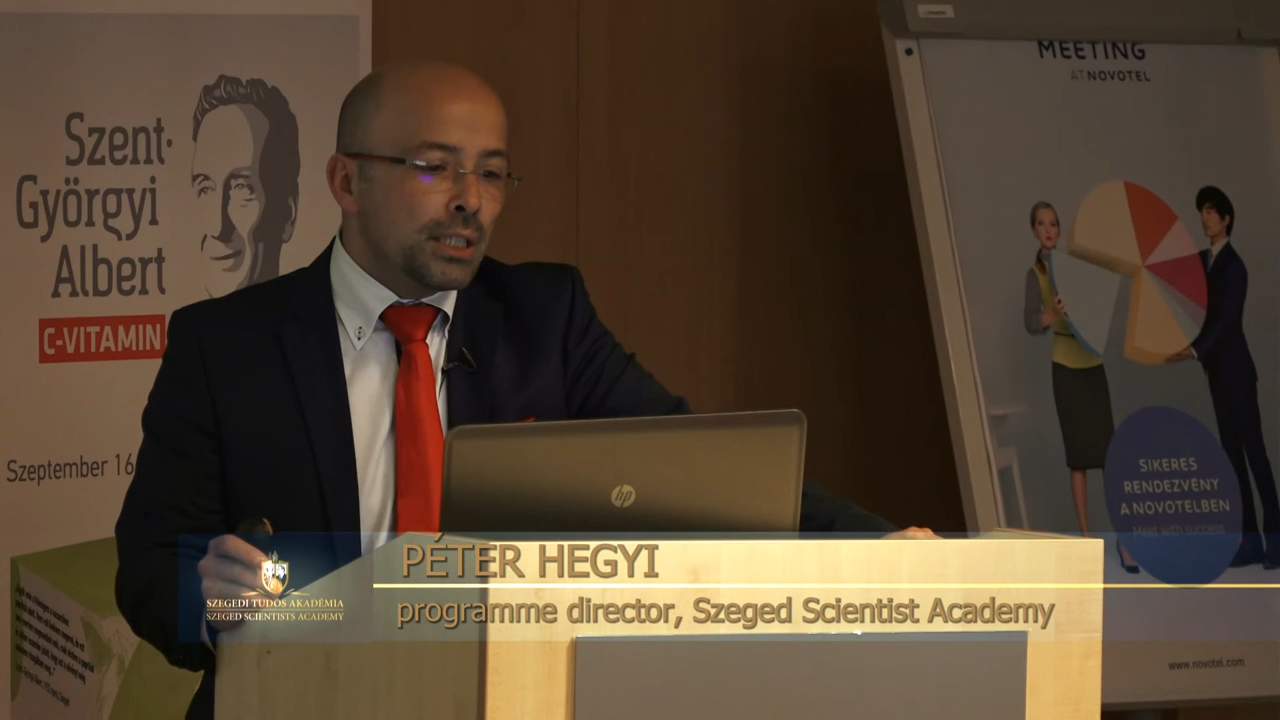 Szent-
Györgyi
Albert
C-VITAMIN
Szeptember 16
MEETING
AT NOVOTEL
SIKERES
RENDEZVÉNY
A NOVOTELBEN
Meet with success
www.novotel.com
hp
PÉTER HEGYI
programme director, Szeged Scientist Academy
SZEGEDI TUDÓS AKADÉMIA
SZEGED SCIENTISTS ACADEMY